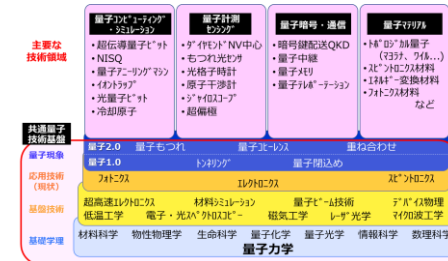 主要な
技術領域
量子コンピューティング
・シミュレーション
・超伝導量子ビット
・NISQ
・量子アニーリングマシン
・イオントラップ
・光量子ビット
・冷却原子
量子計測
センシング
・ダイヤモンドNV中心
・もつれ光センサ
・光格子時計
・原子干渉計
・ジャイロスコープ
・超偏極
量子暗号・通信
・暗号鍵配送QKD
・量子中継
・量子メモリ
・量子テレポーテーション
量子マテリアル
・トポロジカル量子
(マヨラナ、ワイル...)
・スピントロニクス材料
・エネルギー変換材料
・フォトニクス材料
共通量子
技術基盤
量子現象
量子2.0 量子もつれ 量子コヒーレンス 重ね合わせ
量子1.0 トンネリング 量子閉込め
応用技術
(現状)
フォトニクス エレクトロニクス スピントロニクス
基盤技術
超高速エレクトロニクス 材料シミュレーション 量子ビーム技術 デバイス物理
低温工学 電子・光スペクトロスコピー 磁気工学 レーザ光学 マイクロ波工学
基礎学理
材料科学 物性物理学 生命科学 量子化学 量子光学 情報科学 数理科学
量子力学